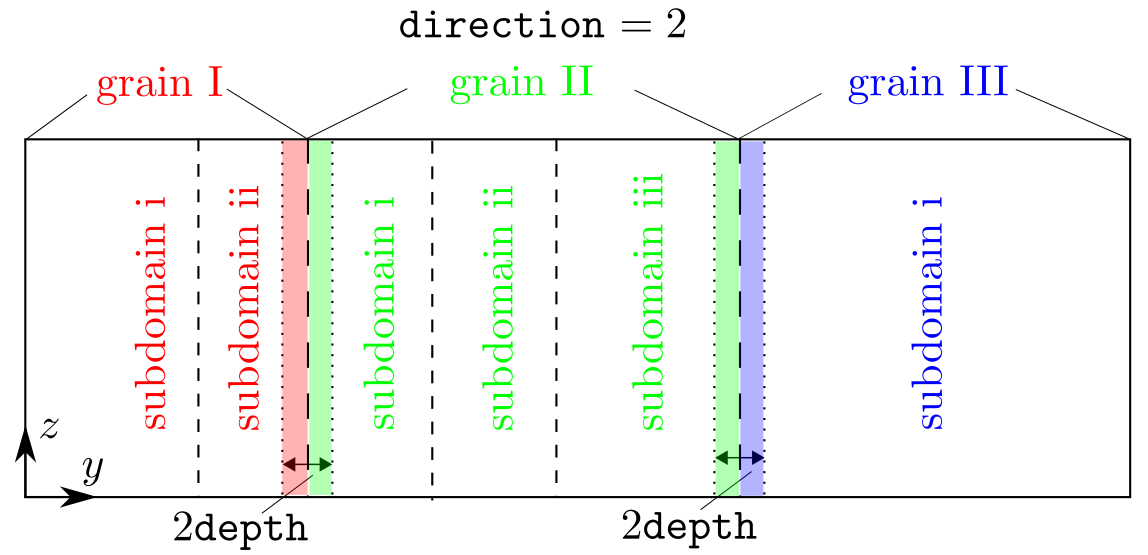 direction = 2
grain I
grain II
grain III
subdomain i
subdomain ii
subdomain i
subdomain ii
subdomain iii
subdomain i
z
y
2depth
2depth